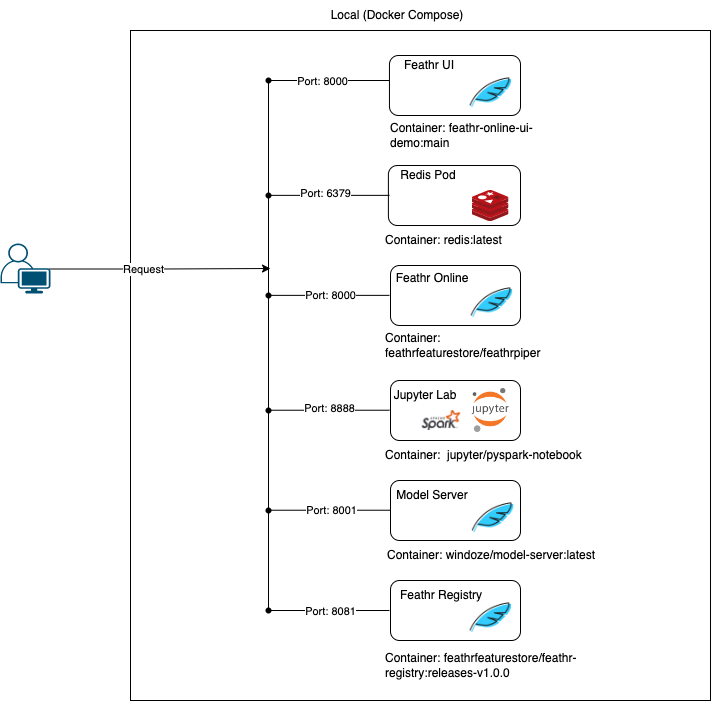 Local (Docker Compose)
Feathr UI
Port: 8000
Container: feathr-online-ui-
demo:main
Redis Pod
Port: 6379
Container: redis:latest
Request
Feathr Online
Port: 8000
Container:
feathrfeaturestore/feathrpiper
Jupyter Lab
jupyter
Port: 8888
APACHE
Spark
Container:  jupyter/pyspark-notebook
Model Server
Port: 8001
Container: windoze/model-server:latest
Feathr Registry
Port: 8081
Container: feathrfeaturestore/feathr-
registry:releases-v1.0.0